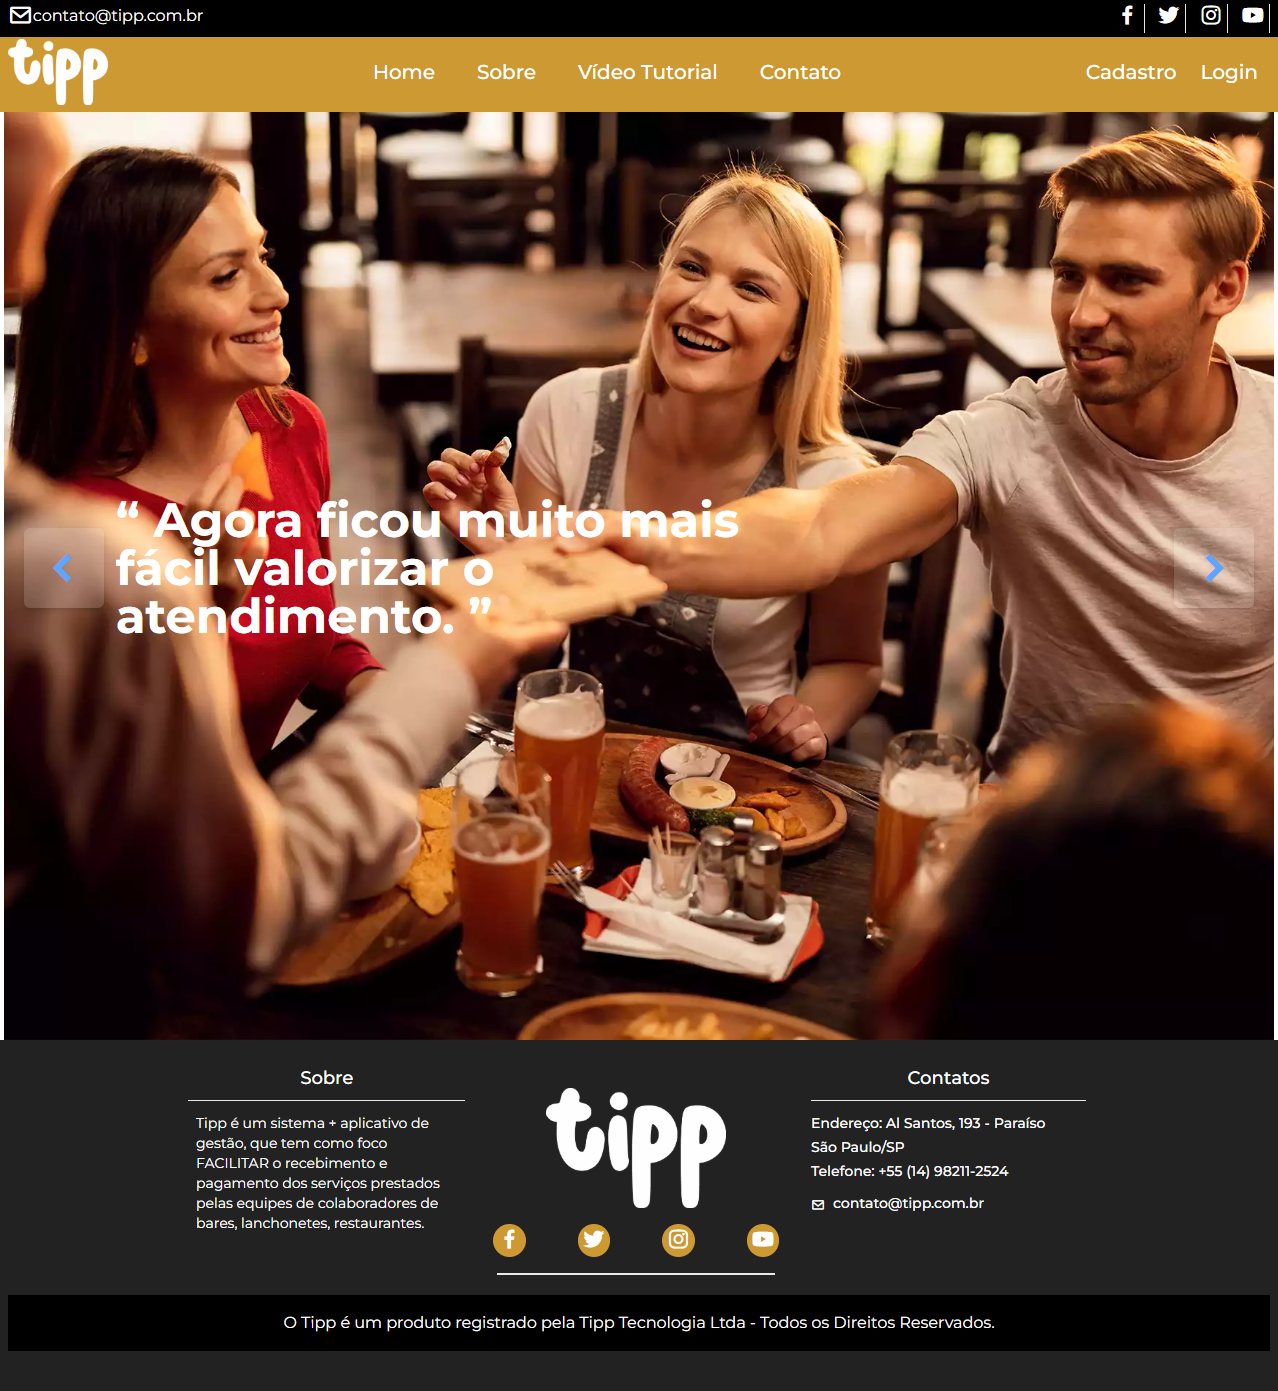 contato@tipp.com.br
tipp
Home Sobre Vídeo Tutorial Contato Cadastro Login
“ Agora ficou muito mais
fácil valorizar o
atendimento. ”
Sobre
Tipp é um sistema + aplicativo de
gestão, que tem como foco
FACILITAR o recebimento e
pagamento dos serviços prestados
pelas equipes de colaboradores de
bares, lanchonetes, restaurantes.
tipp
Contatos
Endereço: Al Santos, 193 - Paraíso
São Paulo/SP
Telefone: +55 (14) 98211-2524
contato@tipp.com.br
O Tipp é um produto registrado pela Tipp Tecnologia Ltda - Todos os Direitos Reservados.